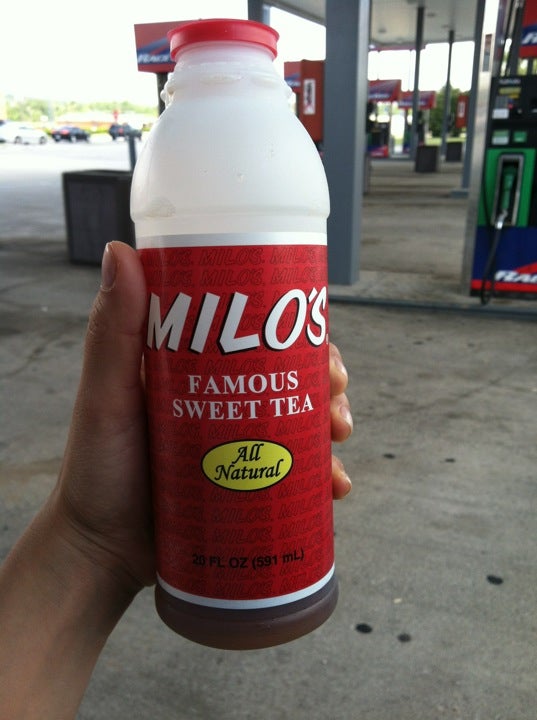 MILO'S
FAMOUS
SWEET TEA
All
Natural
20 FL OZ (591 mL)